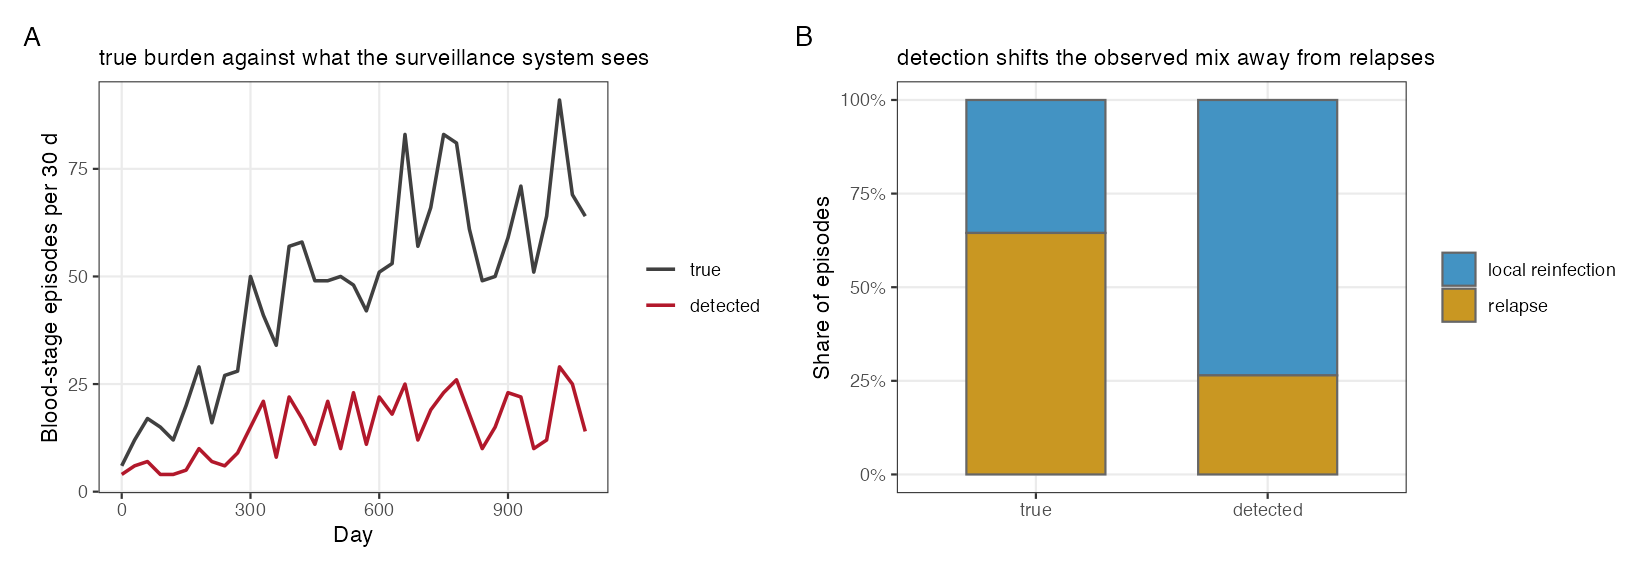 A
true burden against what the surveillance system sees
Blood-stage episodes per 30 d
75
50
25
0
0 300 600 900
Day
true
detected
B
detection shifts the observed mix away from relapses
Share of episodes
100%
75%
50%
25%
0%
true detected
local reinfection
relapse